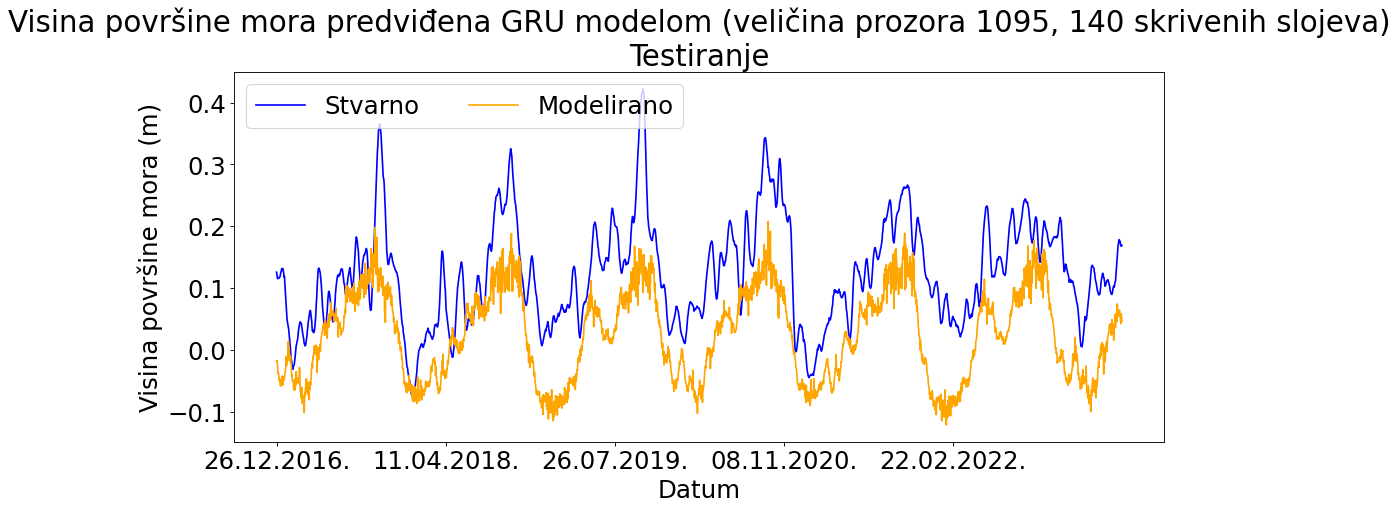 Visina površine mora predviđena GRU modelom (veličina prozora 1095, 140 skrivenih slojeva)
Testiranje
Stvarno Modelirano
Visina površine mora (m)
0.4
0.3
0.2
0.1
0.0
−0.1
26.12.2016. 11.04.2018. 26.07.2019. 08.11.2020. 22.02.2022.
Datum